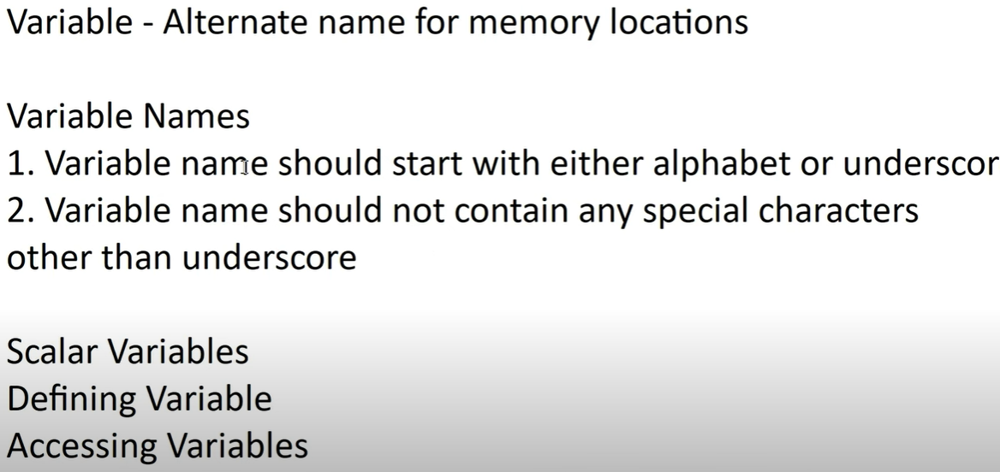 Variable - Alternate name for memory locations
Variable Names
1. Variable name should start with either alphabet or underscor
2. Variable name should not contain any special characters
other than underscore
Scalar Variables
Defining Variable
Accessing Variables